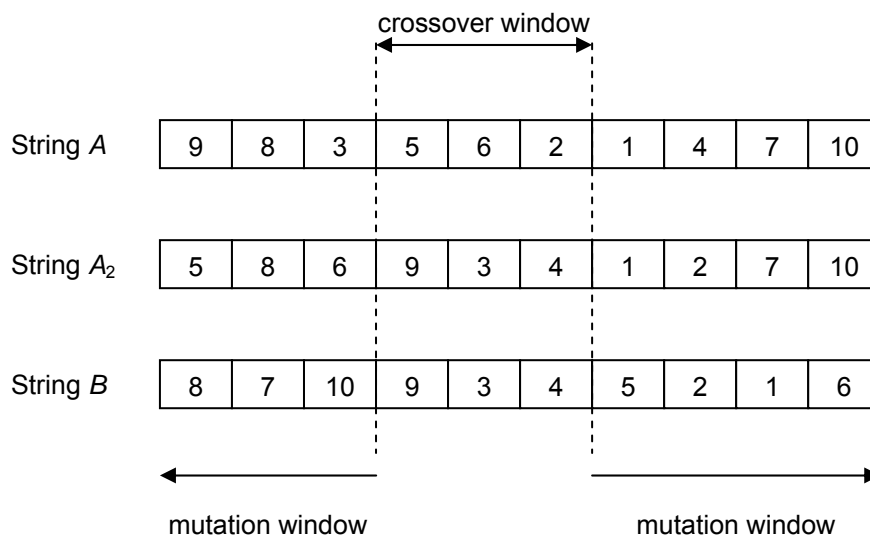 crossover window
String A 9 8 3 5 6 2 1 4 7 10
String A₂ 5 8 6 9 3 4 1 2 7 10
String B 8 7 10 9 3 4 5 2 1 6
mutation window mutation window